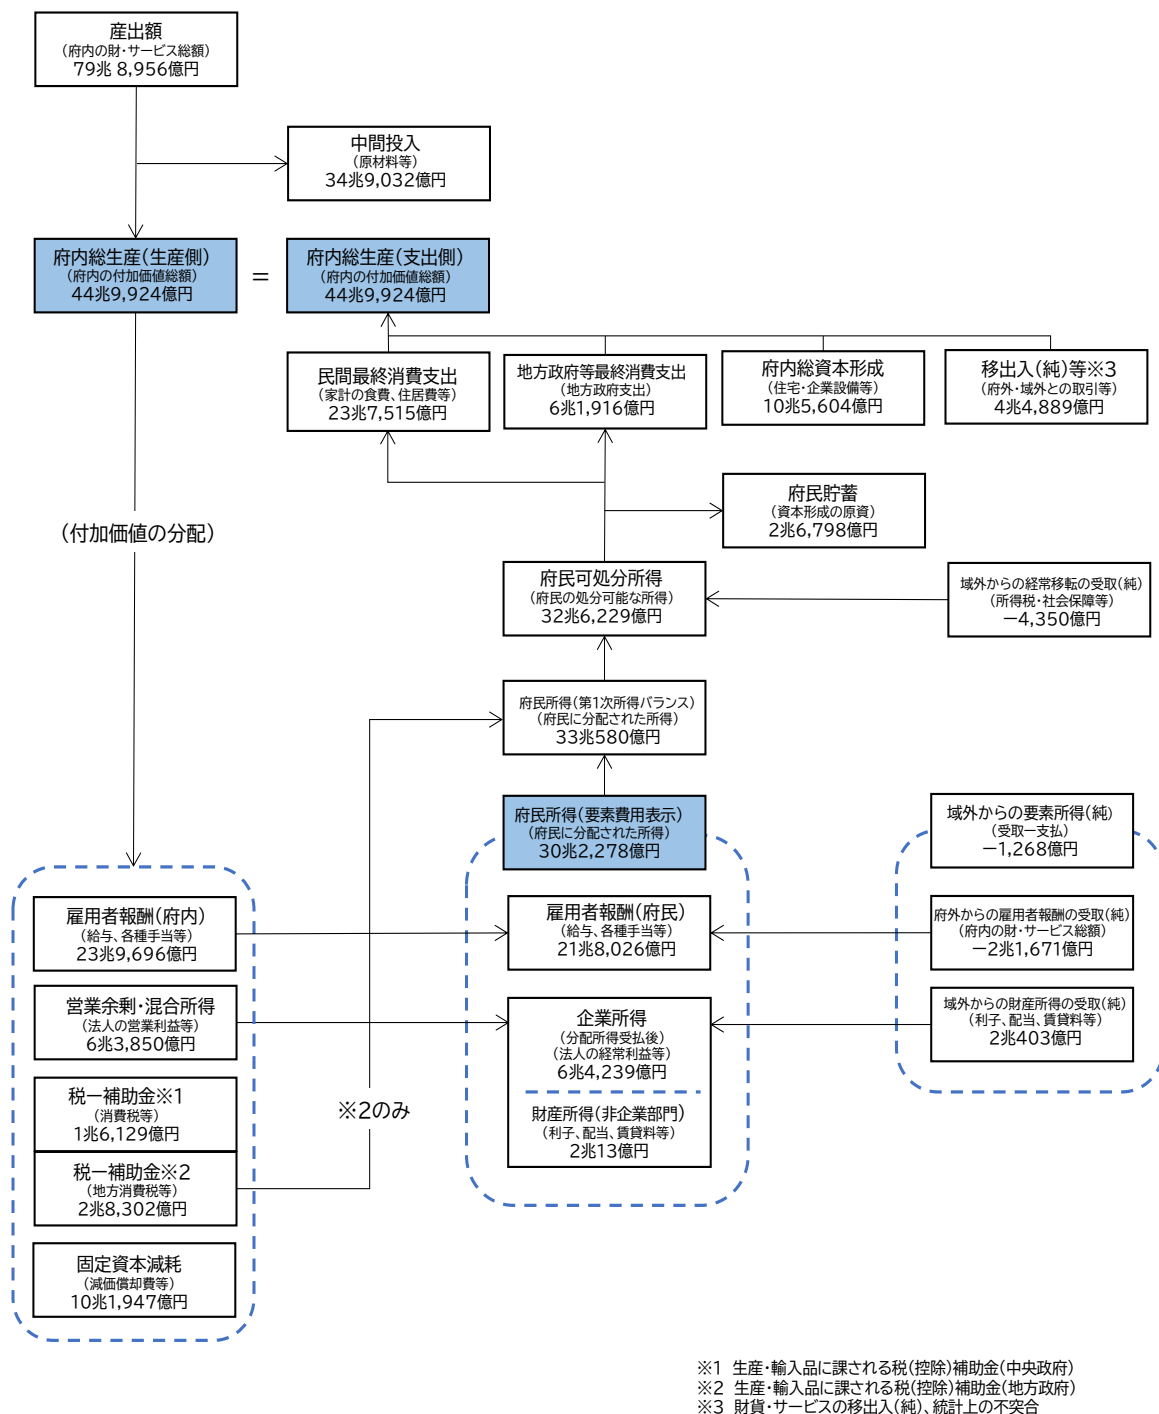 産出額
(府内の財・サービス総額)
79兆 8,956億円
中間投入
(原材料等)
34兆9,032億円
府内総生産(生産側)
(府内の付加価値総額)
44兆9,924億円
=
府内総生産(支出側)
(府内の付加価値総額)
44兆9,924億円
民間最終消費支出
(家計の食費、住居費等)
23兆7,515億円
地方政府等最終消費支出
(地方政府支出)
6兆1,916億円
府内総資本形成
(住宅・企業設備等)
10兆5,604億円
移出入(純)等※3
(府外・域外との取引等)
4兆4,889億円
府民貯蓄
(資本形成の原資)
2兆6,798億円
(付加価値の分配)
府民可処分所得
(府民の処分可能な所得)
32兆6,229億円
域外からの経常移転の受取(純)
(所得税・社会保障等)
ー4,350億円
府民所得(第1次所得バランス)
(府民に分配された所得)
33兆580億円
府民所得(要素費用表示)
(府民に分配された所得)
30兆2,278億円
域外からの要素所得(純)
(受取ー支払)
ー1,268億円
雇用者報酬(府内)
(給与、各種手当等)
23兆9,696億円
雇用者報酬(府民)
(給与、各種手当等)
21兆8,026億円
府外からの雇用者報酬の受取(純)
(府内の財・サービス総額)
ー2兆1,671億円
営業余剰・混合所得
(法人の営業利益等)
6兆3,850億円
企業所得
(分配所得受払後)
(法人の経常利益等)
6兆4,239億円
域外からの財産所得の受取(純)
(利子、配当、賃貸料等)
2兆403億円
税ー補助金※1
(消費税等)
1兆6,129億円
※2のみ
財産所得(非企業部門)
(利子、配当、賃貸料等)
2兆13億円
税ー補助金※2
(地方消費税等)
2兆8,302億円
固定資本減耗
(減価償却費等)
10兆1,947億円
※1 生産・輸入品に課される税(控除)補助金(中央政府)
※2 生産・輸入品に課される税(控除)補助金(地方政府)
※3 財貨・サービスの移出入(純)、統計上の不突合